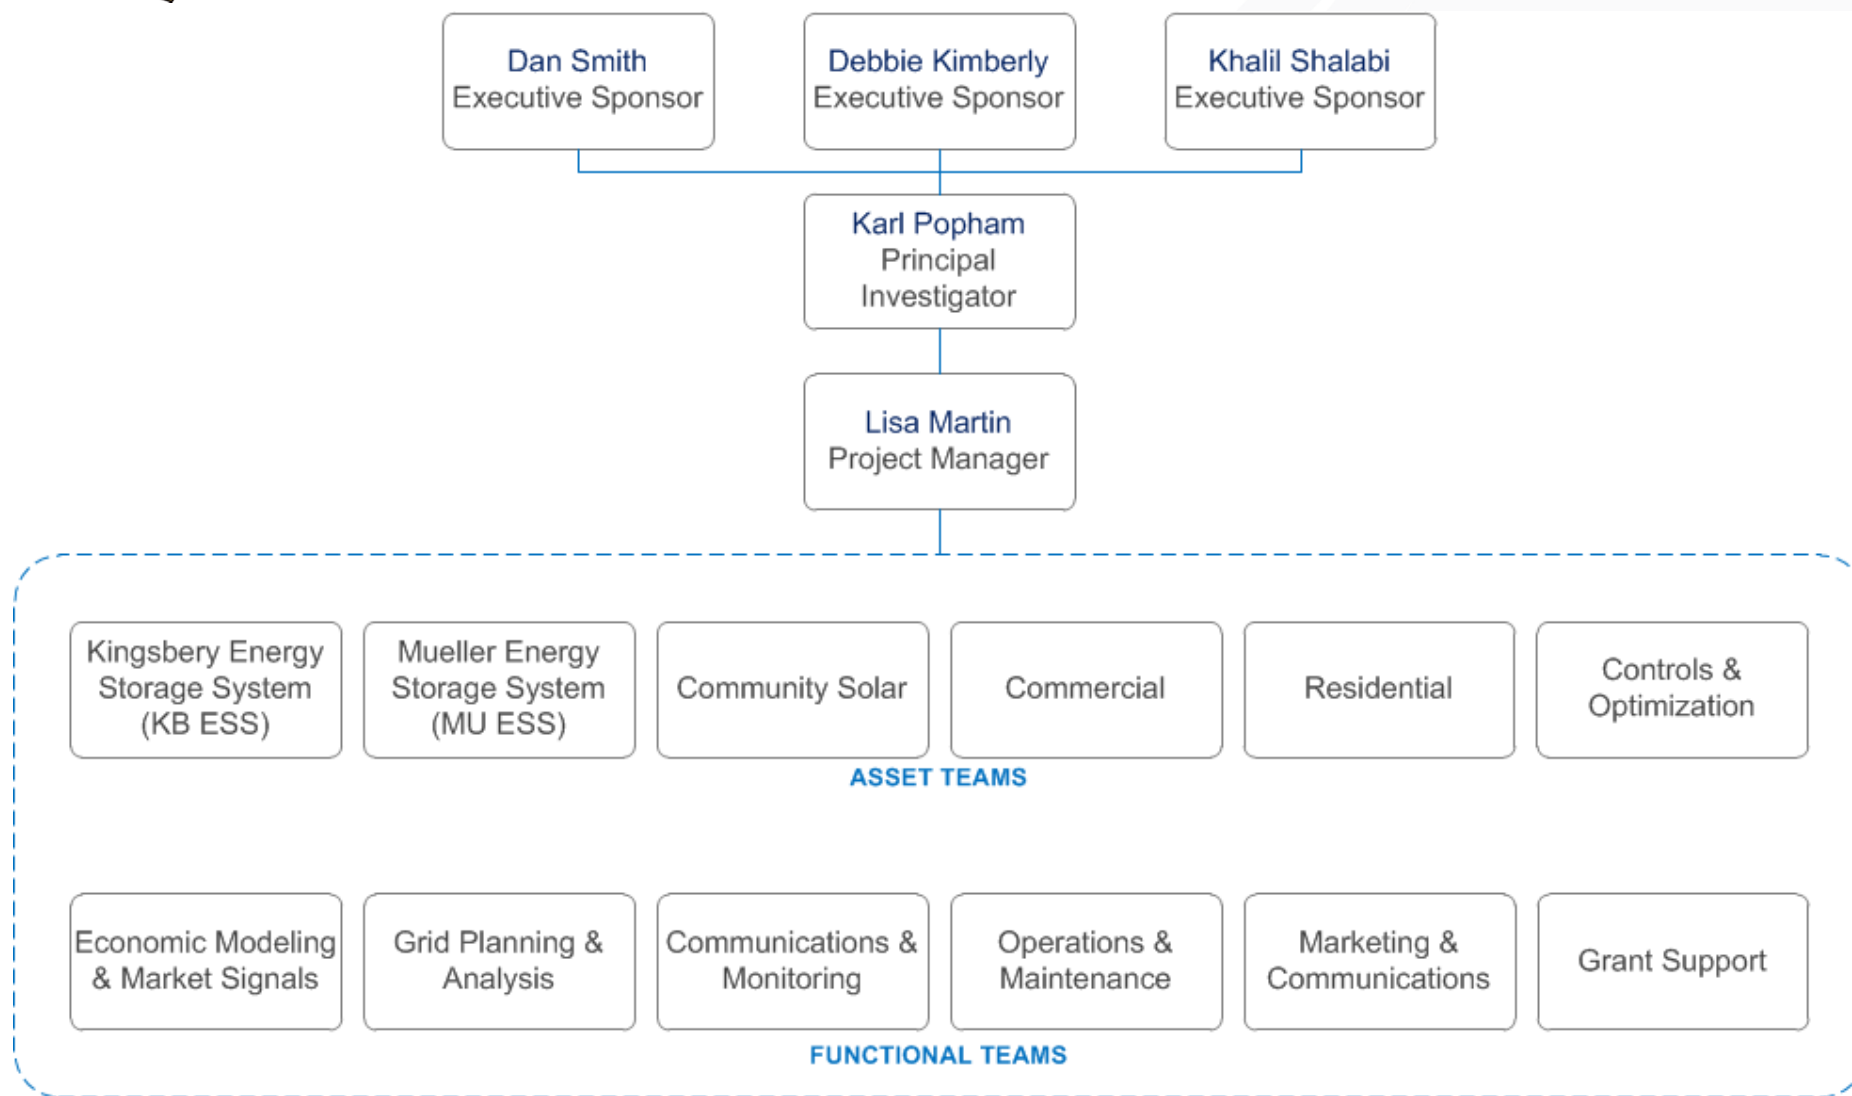 Dan Smith
Executive Sponsor
Debbie Kimberly
Executive Sponsor
Khalil Shalabi
Executive Sponsor
Karl Popham
Principal
Investigator
Lisa Martin
Project Manager
Kingsbery Energy
Storage System
(KB ESS)
Mueller Energy
Storage System
(MU ESS)
Community Solar
Commercial
Residential
Controls &
Optimization
ASSET TEAMS
Economic Modeling
& Market Signals
Grid Planning &
Analysis
Communications &
Monitoring
Operations &
Maintenance
Marketing &
Communications
Grant Support
FUNCTIONAL TEAMS